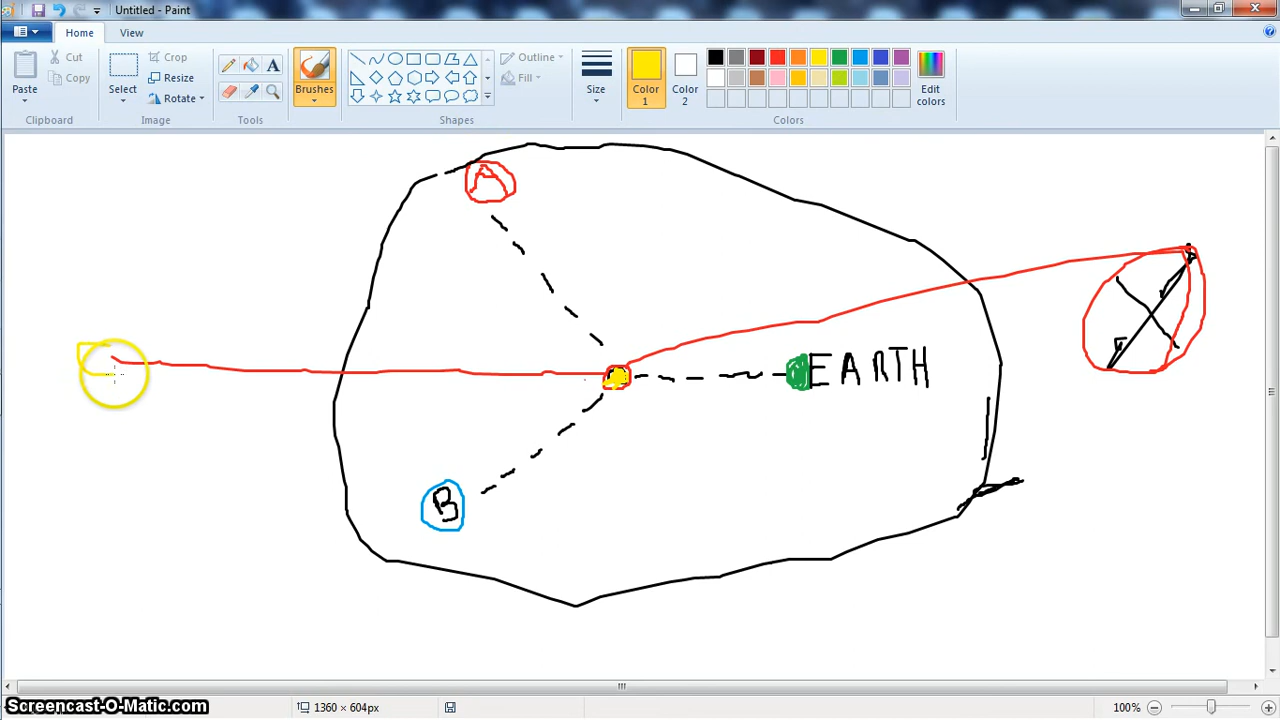 Untitled - Paint
Home
View
Paste
Cut
Copy
Clipboard
Select
Crop
Resize
Rotate
Image
Tools
Brushes
Shapes
Outline
Fill
Size
Color 1
Color 2
Edit colors
Colors
A
EARTH
B
Screencast-O-Matic.com
1360 × 604px
100%